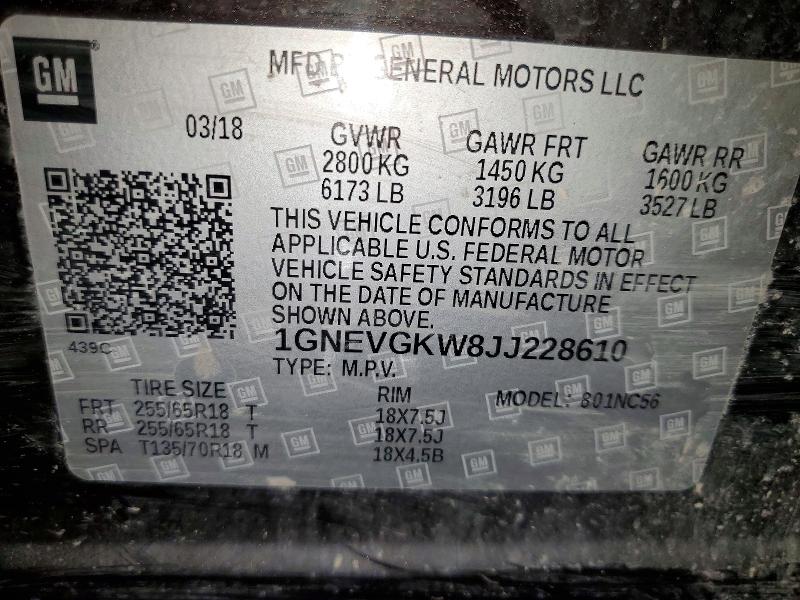 GM
MFD BY GENERAL MOTORS LLC
03/18 GVWR GAWR FRT GAWR RR
2800 KG 1450 KG 1600 KG
6173 LB 3196 LB 3527 LB
THIS VEHICLE CONFORMS TO ALL
APPLICABLE U.S. FEDERAL MOTOR
VEHICLE SAFETY STANDARDS IN EFFECT
ON THE DATE OF MANUFACTURE
SHOWN ABOVE.
439C 1GNEVGKW8JJ228610
TYPE: M.P.V.
TIRE SIZE RIM MODEL: 801NC56
FRT 255/65R18 T 18X7.5J
RR 255/65R18 T 18X7.5J
SPA T135/70R18 M 18X4.5B